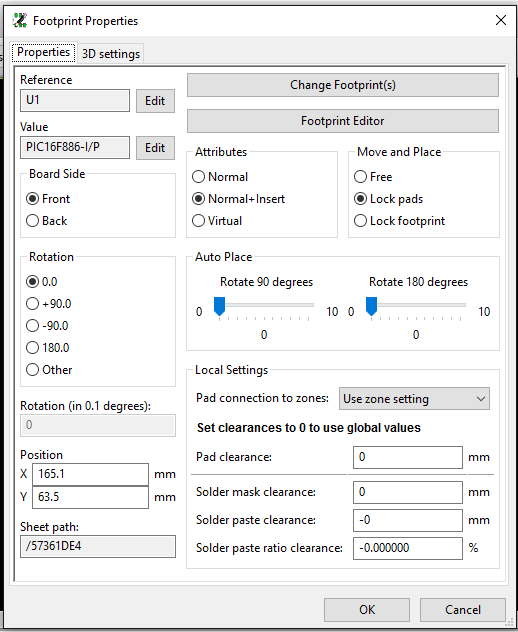 Footprint Properties
Properties
3D settings
Reference
U1
Edit
Value
PIC16F886-I/P
Edit
Board Side
Front
Back
Rotation
0.0
+90.0
-90.0
180.0
Other
Rotation (in 0.1 degrees):
0
Position
X 165.1 mm
Y 63.5 mm
Sheet path:
/57361DE4
Change Footprint(s)
Footprint Editor
Attributes
Normal
Normal+Insert
Virtual
Move and Place
Free
Lock pads
Lock footprint
Auto Place
Rotate 90 degrees
0 10
0
Rotate 180 degrees
0 10
0
Local Settings
Pad connection to zones: Use zone setting
Set clearances to 0 to use global values
Pad clearance: 0 mm
Solder mask clearance: 0 mm
Solder paste clearance: -0 mm
Solder paste ratio clearance: -0.000000 %
OK
Cancel